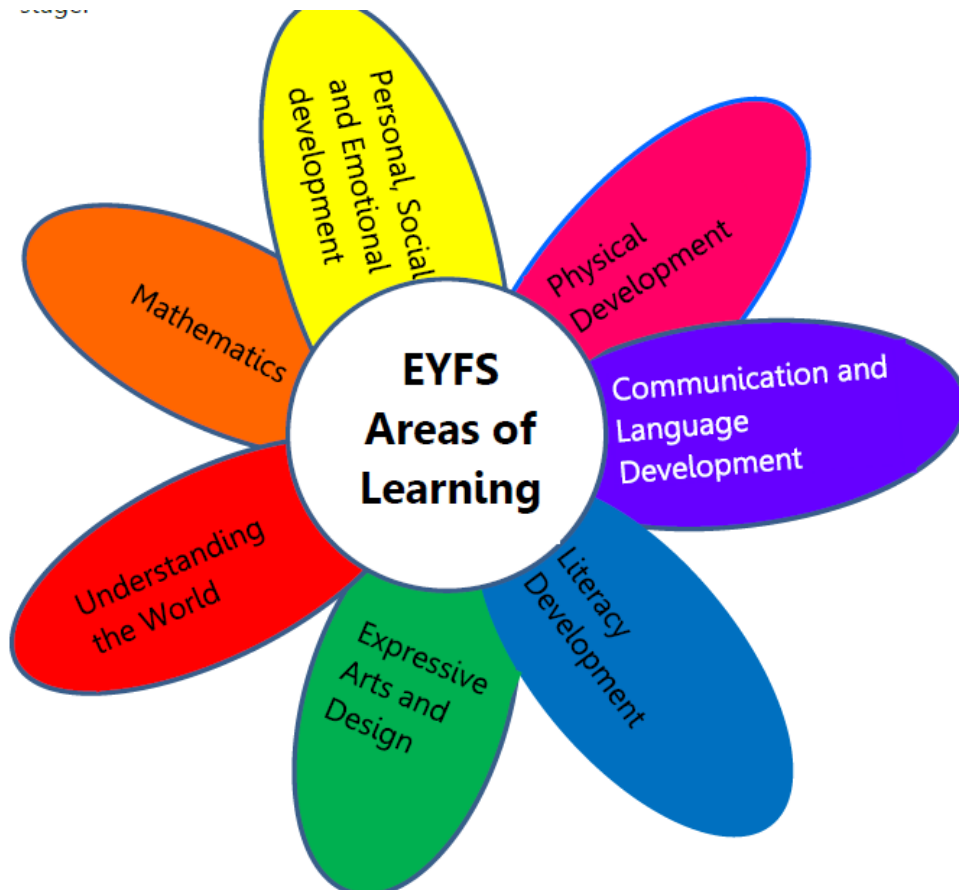 stage.
Personal, Social
and Emotional
development
Physical
Development
Communication and
Language
Development
Literacy
Development
Expressive
Arts and
Design
Understanding
the World
Mathematics
EYFS
Areas of
Learning